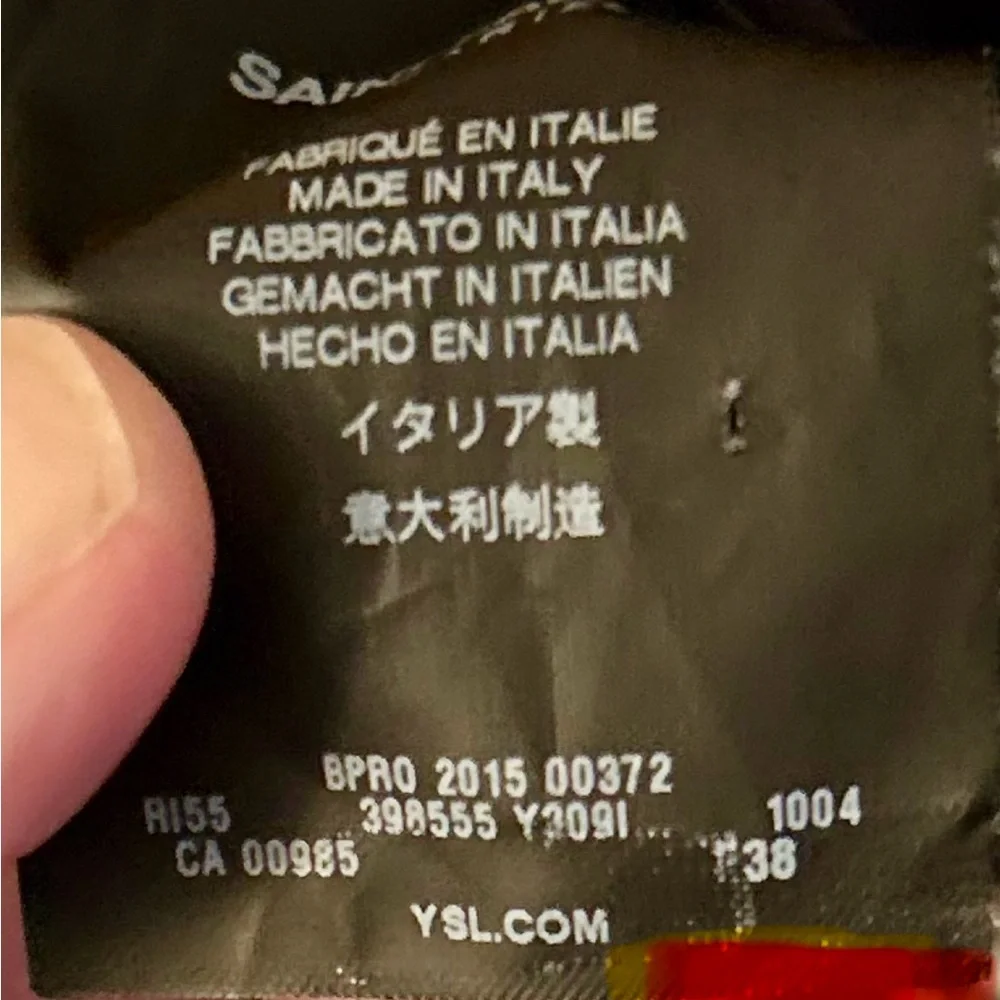 FABRIQUÉ EN ITALIE
MADE IN ITALY
FABBRICATO IN ITALIA
GEMACHT IN ITALIEN
HECHO EN ITALIA
イタリア製
意大利制造
BPRO 2015 00372
RI55 398555 Y309I 1004
CA 00985 38
YSL.COM